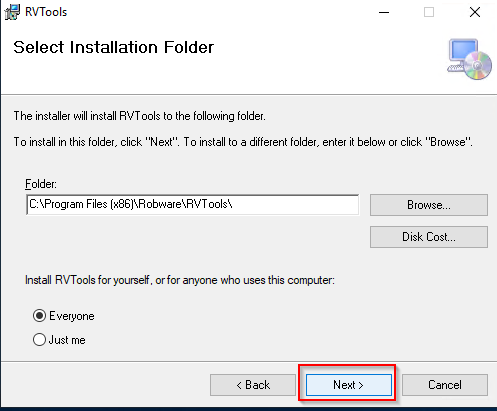 RVTools
Select Installation Folder
The installer will install RVTools to the following folder.
To install in this folder, click "Next". To install to a different folder, enter it below or click "Browse".
Folder:
C:\Program Files (x86)\Robware\RVTools\
Browse...
Disk Cost...
Install RVTools for yourself, or for anyone who uses this computer:
Everyone
Just me
< Back
Next >
Cancel